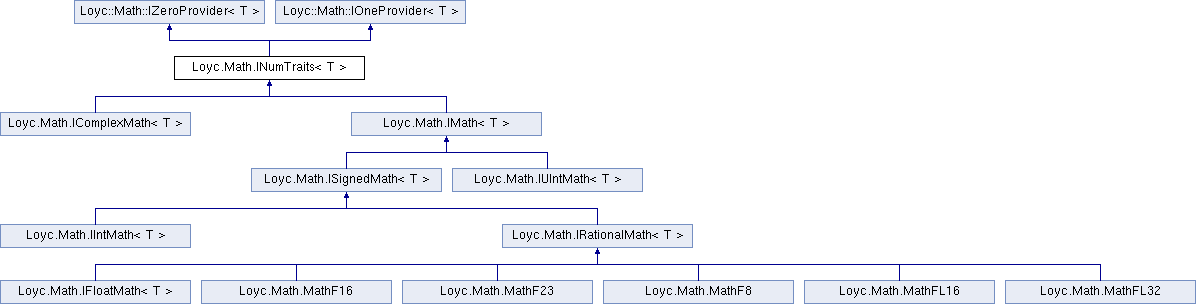 Loyc::Math::IZeroProvider< T >
Loyc::Math::IOneProvider< T >
Loyc.Math.INumTraits< T >
Loyc.Math.IComplexMath< T >
Loyc.Math.IMath< T >
Loyc.Math.ISignedMath< T >
Loyc.Math.IUIntMath< T >
Loyc.Math.IIntMath< T >
Loyc.Math.IRationalMath< T >
Loyc.Math.IFloatMath< T >
Loyc.Math.MathF16
Loyc.Math.MathF23
Loyc.Math.MathF8
Loyc.Math.MathFL16
Loyc.Math.MathFL32